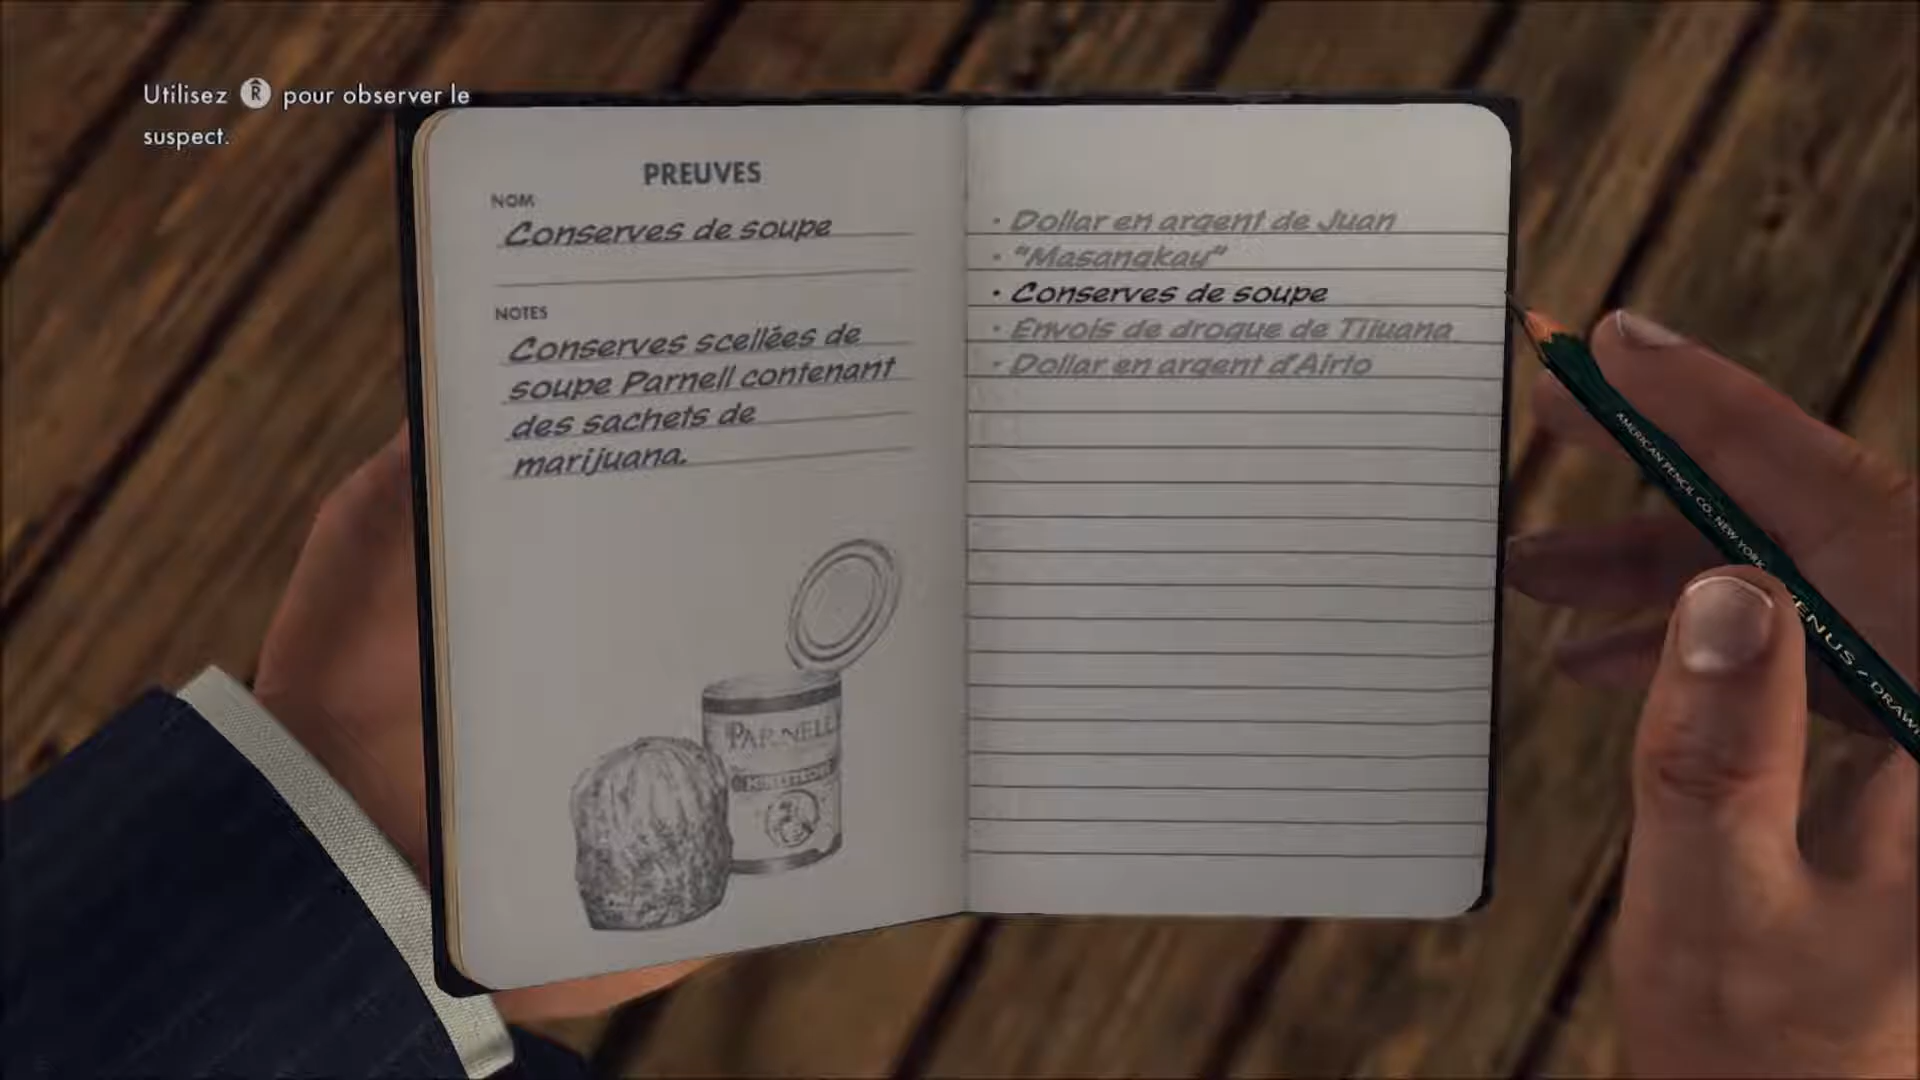 Utilisez R pour observer le
suspect.
PREUVES
NOM
Conserves de soupe
NOTES
Conserves scellées de
soupe Parnell contenant
des sachets de
marijuana.
PARNELL
• Dollar en argent de Juan
• "Masangkay"
• Conserves de soupe
• Envois de drogue de Tijuana
• Dollar en argent d'Airto
AMERICAN PENCIL CO. NEW YORK
VENUS / DRAW